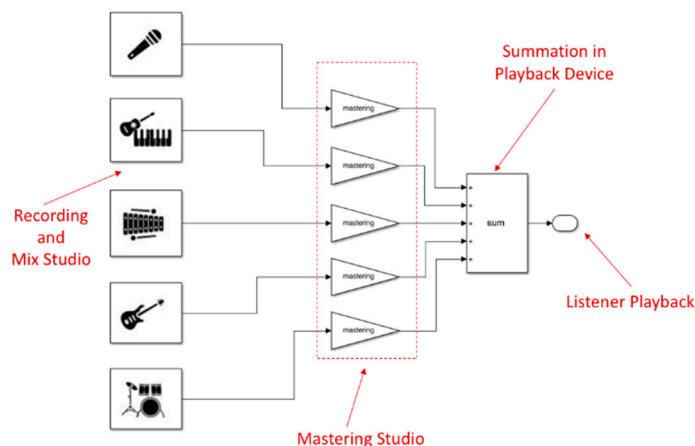 Summation in
Playback Device
mastering
mastering
Recording
and
Mix Studio
mastering
+
+
+
+
+
sum
Listener Playback
mastering
mastering
Mastering Studio